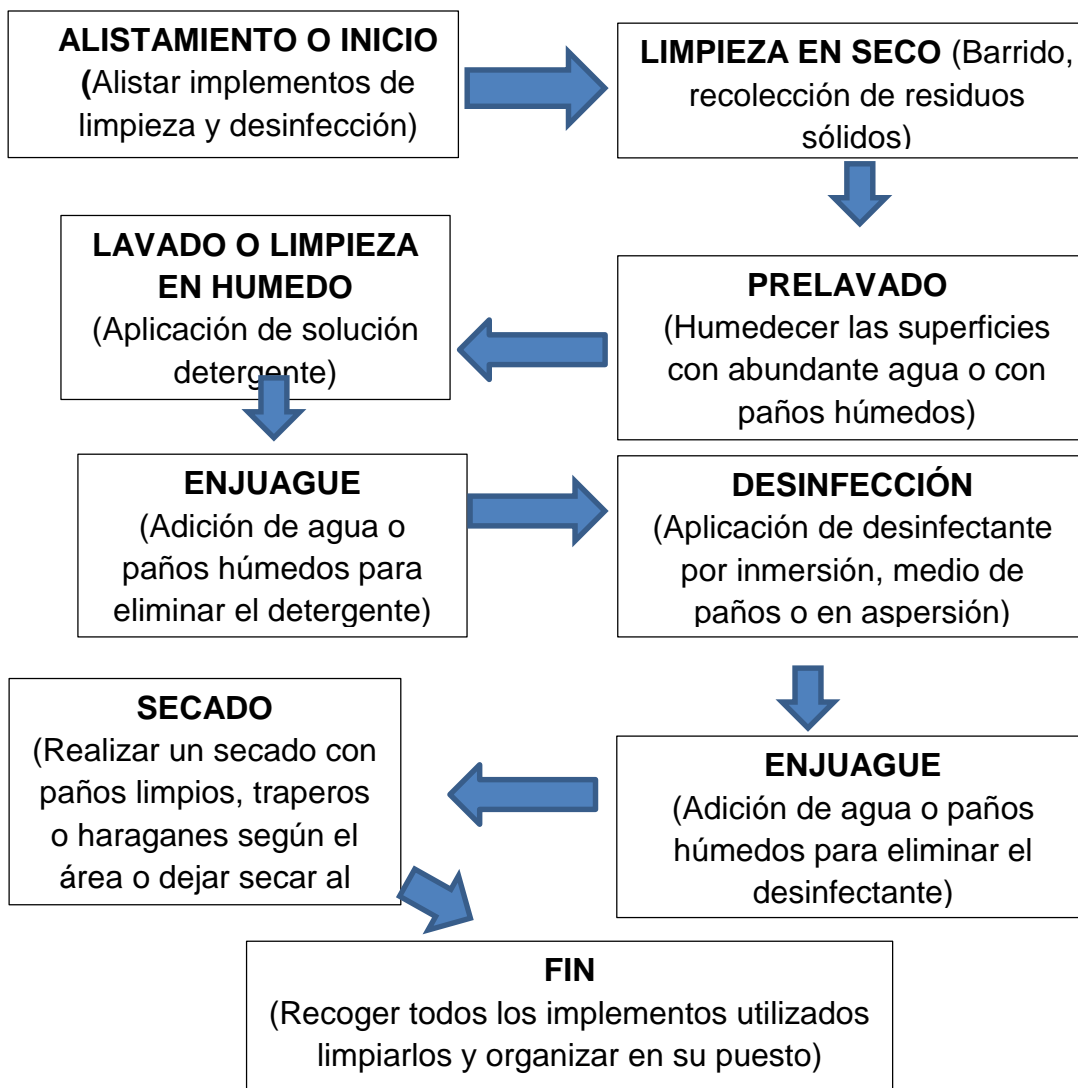 ALISTAMIENTO O INICIO
(Alistar implementos de
limpieza y desinfección)
LIMPIEZA EN SECO (Barrido,
recolección de residuos
sólidos)
PRELAVADO
(Humedecer las superficies
con abundante agua o con
paños húmedos)
LAVADO O LIMPIEZA
EN HUMEDO
(Aplicación de solución
detergente)
ENJUAGUE
(Adición de agua o
paños húmedos para
eliminar el detergente)
DESINFECCIÓN
(Aplicación de desinfectante
por inmersión, medio de
paños o en aspersión)
ENJUAGUE
(Adición de agua o paños
húmedos para eliminar el
desinfectante)
SECADO
(Realizar un secado con
paños limpios, traperos
o haraganes según el
área o dejar secar al
FIN
(Recoger todos los implementos utilizados
limpiarlos y organizar en su puesto)